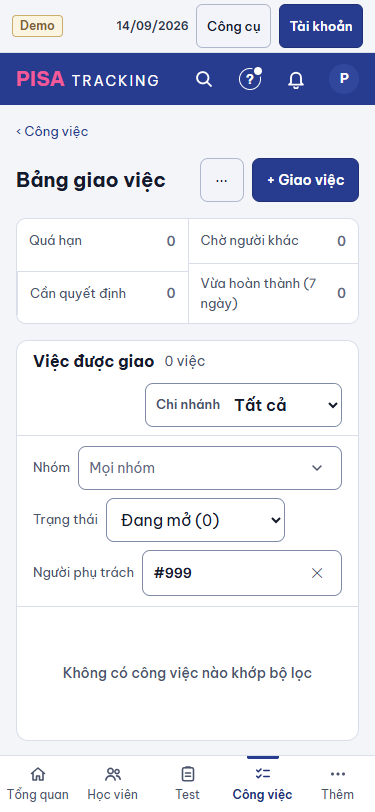 Demo
14/09/2026
Công cụ
Tài khoản
PISA TRACKING
?
P
‹ Công việc
Bảng giao việc
...
+ Giao việc
Quá hạn 0
Chờ người khác 0
Cần quyết định 0
Vừa hoàn thành (7
ngày) 0
Việc được giao 0 việc
Chi nhánh Tất cả
Nhóm Mọi nhóm
Trạng thái Đang mở (0)
Người phụ trách #999
Không có công việc nào khớp bộ lọc
Tổng quan
Học viên
Test
Công việc
Thêm